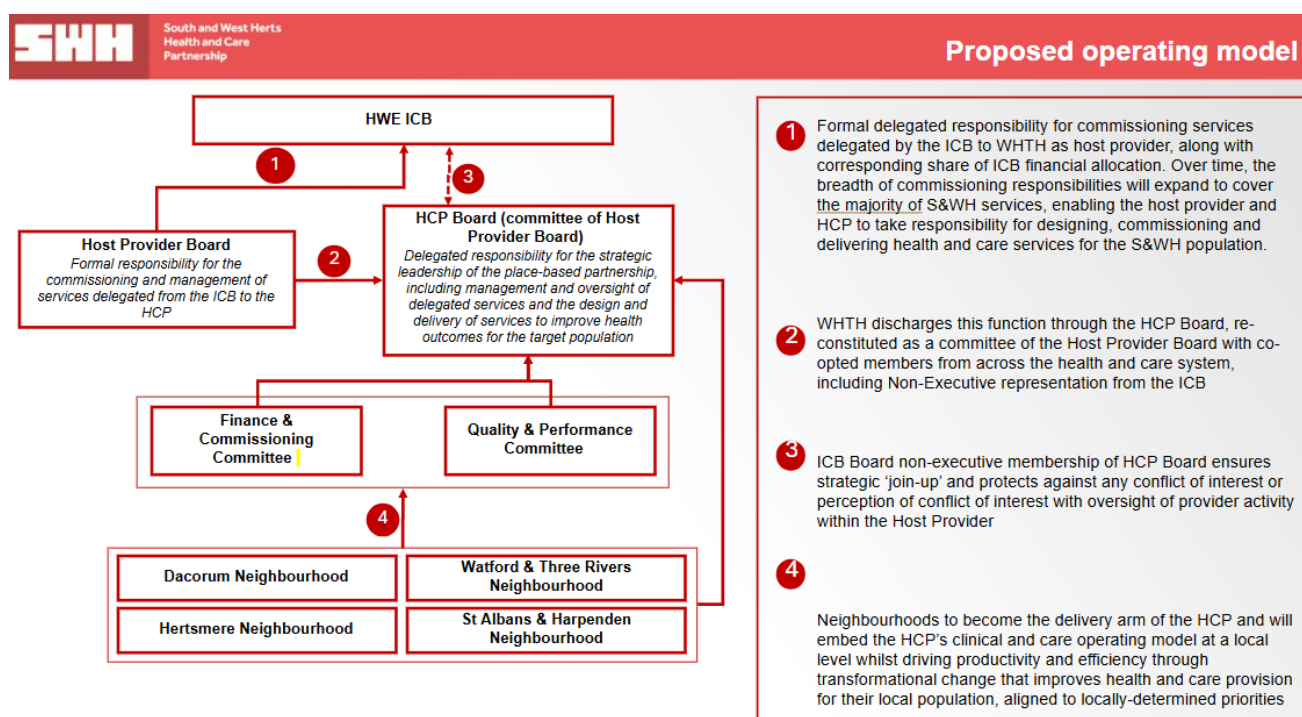 SWH
South and West Herts
Health and Care
Partnership
Proposed operating model
HWE ICB
1
3
Host Provider Board
Formal responsibility for the
commissioning and management of
services delegated from the ICB to the
HCP
2
HCP Board (committee of Host
Provider Board)
Delegated responsibility for the strategic
leadership of the place-based partnership,
including management and oversight of
delegated services and the design and
delivery of services to improve health
outcomes for the target population
Finance &
Commissioning
Committee
Quality & Performance
Committee
4
Dacorum Neighbourhood
Watford & Three Rivers
Neighbourhood
Hertsmere Neighbourhood
St Albans & Harpenden
Neighbourhood
1
Formal delegated responsibility for commissioning services
delegated by the ICB to WHTH as host provider, along with
corresponding share of ICB financial allocation. Over time, the
breadth of commissioning responsibilities will expand to cover
the majority of S&WH services, enabling the host provider and
HCP to take responsibility for designing, commissioning and
delivering health and care services for the S&WH population.
2
WHTH discharges this function through the HCP Board, re-
constituted as a committee of the Host Provider Board with co-
opted members from across the health and care system,
including Non-Executive representation from the ICB
3
ICB Board non-executive membership of HCP Board ensures
strategic ‘join-up’ and protects against any conflict of interest or
perception of conflict of interest with oversight of provider activity
within the Host Provider
4
Neighbourhoods to become the delivery arm of the HCP and will
embed the HCP’s clinical and care operating model at a local
level whilst driving productivity and efficiency through
transformational change that improves health and care provision
for their local population, aligned to locally-determined priorities